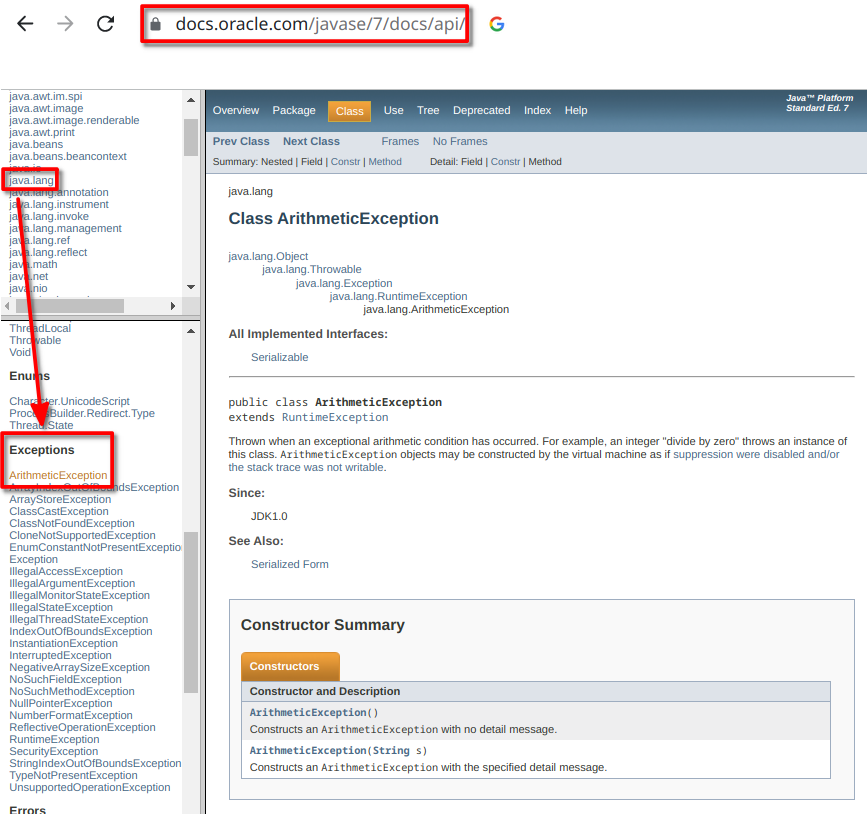 docs.oracle.com/javase/7/docs/api/
java.awt.im.spi
java.awt.image
java.awt.image.renderable
java.awt.print
java.beans
java.beans.beancontext
java.io
java.lang
java.lang.annotation
java.lang.instrument
java.lang.invoke
java.lang.management
java.lang.ref
java.lang.reflect
java.math
java.net
java.nio
ThreadLocal
Throwable
Void
Enums
Character.UnicodeScript
ProcessBuilder.Redirect.Type
Thread.State
Exceptions
ArithmeticException
ArrayIndexOutOfBoundsException
ArrayStoreException
ClassCastException
ClassNotFoundException
CloneNotSupportedException
EnumConstantNotPresentExceptio
Exception
IllegalAccessException
IllegalArgumentException
IllegalMonitorStateException
IllegalStateException
IllegalThreadStateException
IndexOutOfBoundsException
InstantiationException
InterruptedException
NegativeArraySizeException
NoSuchFieldException
NoSuchMethodException
NullPointerException
NumberFormatException
ReflectiveOperationException
RuntimeException
SecurityException
StringIndexOutOfBoundsException
TypeNotPresentException
UnsupportedOperationException
Errors
Overview Package Class Use Tree Deprecated Index Help
Java™ Platform
Standard Ed. 7
Prev Class Next Class Frames No Frames
Summary: Nested | Field | Constr | Method Detail: Field | Constr | Method
java.lang
Class ArithmeticException
java.lang.Object
java.lang.Throwable
java.lang.Exception
java.lang.RuntimeException
java.lang.ArithmeticException
All Implemented Interfaces:
Serializable
public class ArithmeticException
extends RuntimeException
Thrown when an exceptional arithmetic condition has occurred. For example, an integer "divide by zero" throws an instance of
this class. ArithmeticException objects may be constructed by the virtual machine as if suppression were disabled and/or
the stack trace was not writable.
Since:
JDK1.0
See Also:
Serialized Form
Constructor Summary
Constructors
Constructor and Description
ArithmeticException()
Constructs an ArithmeticException with no detail message.
ArithmeticException(String s)
Constructs an ArithmeticException with the specified detail message.